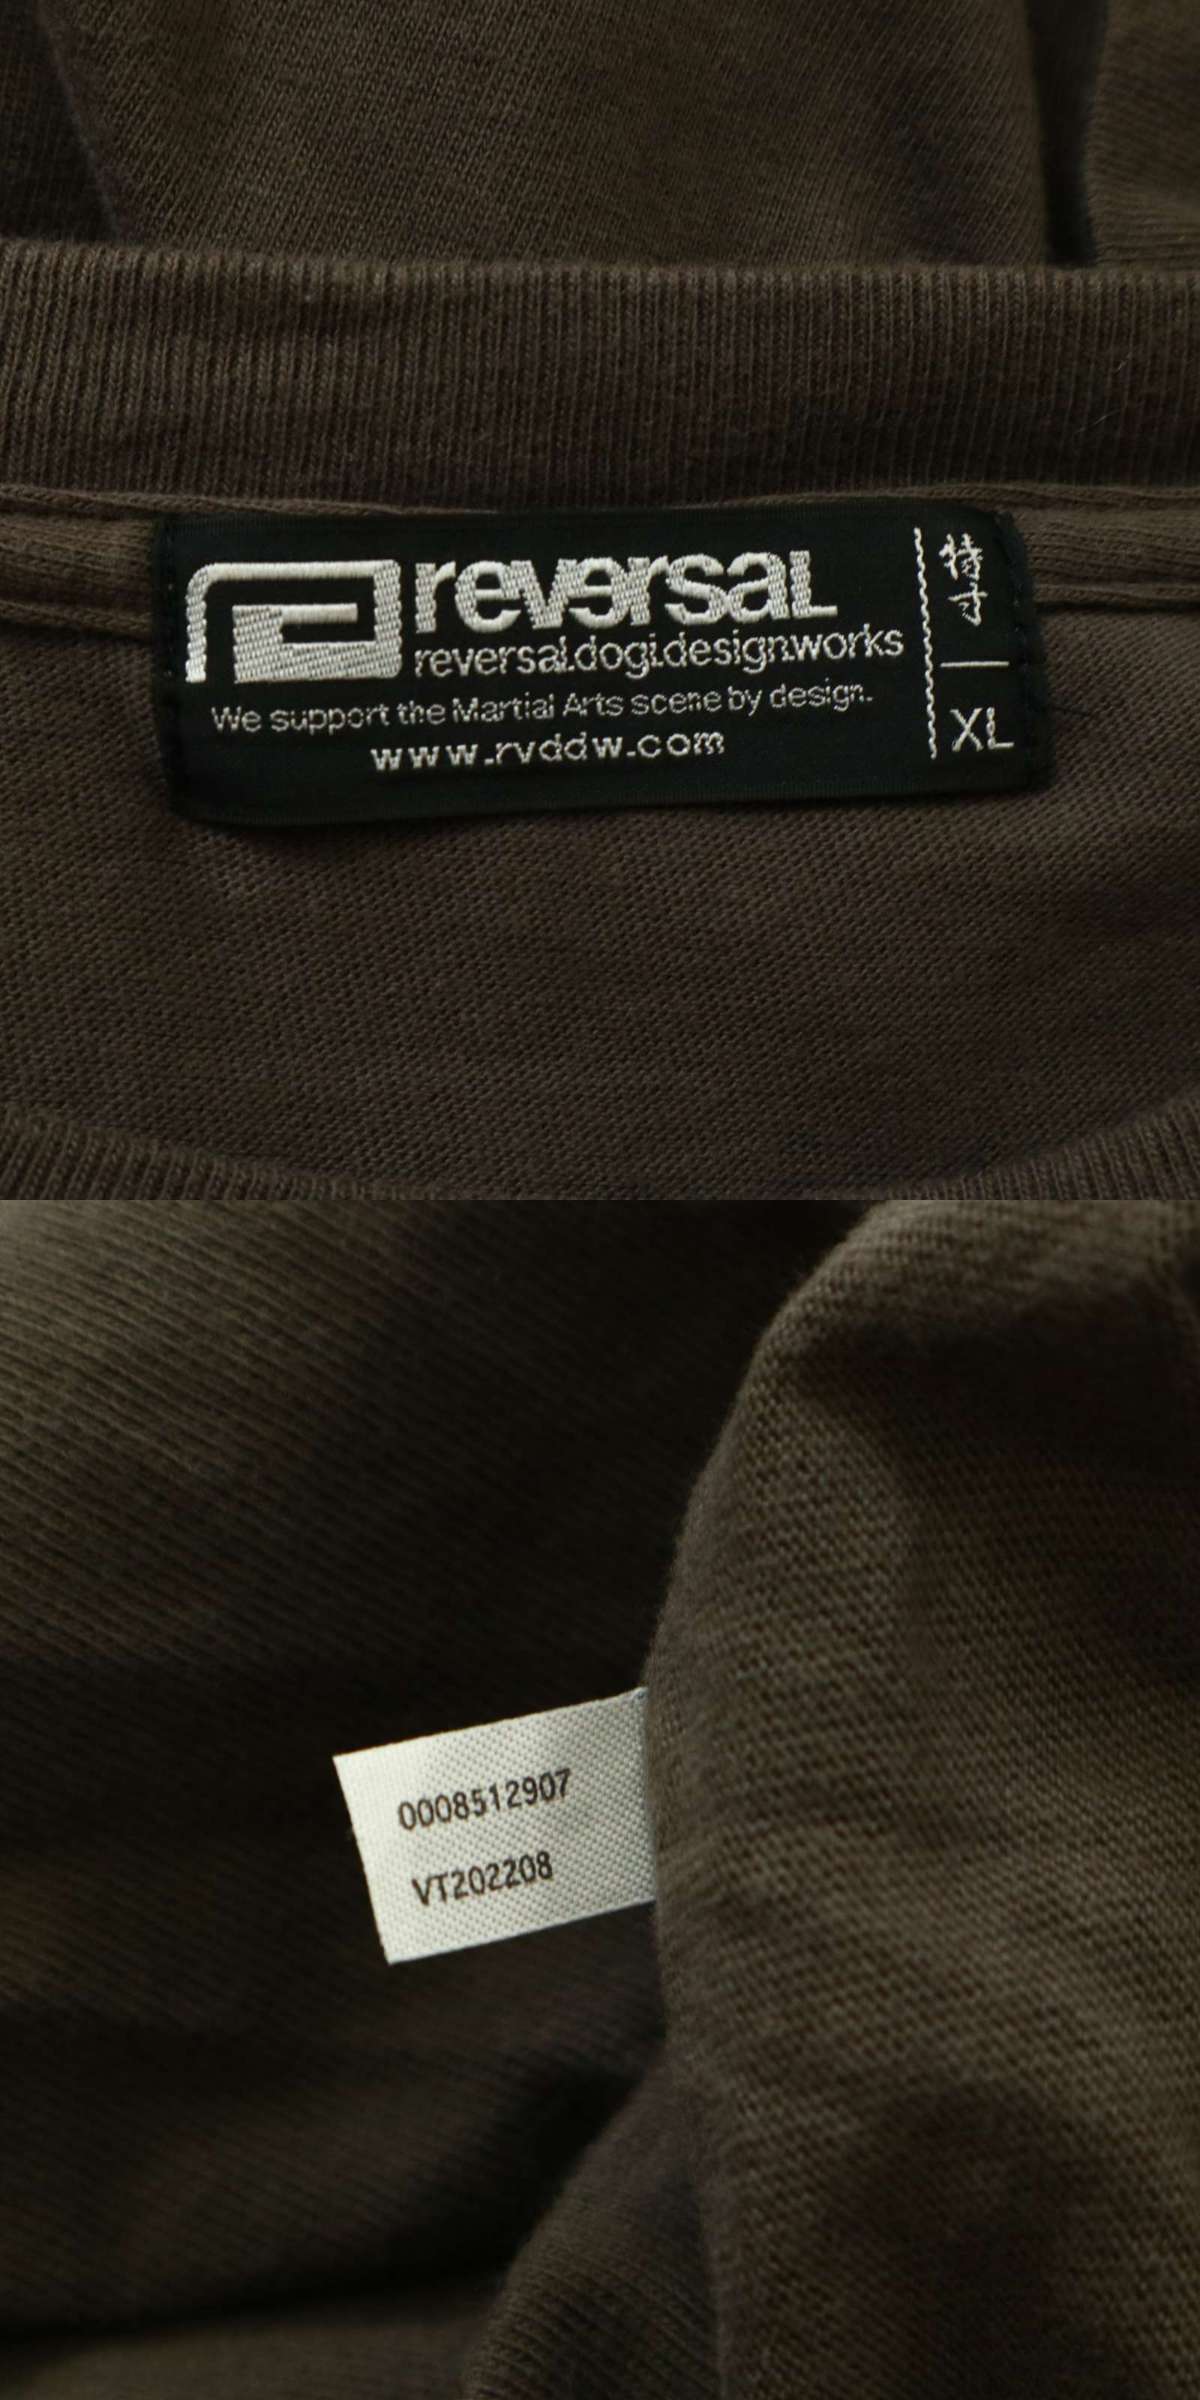 reversal
reversal.dogi.design.works
We support the Martial Arts scene by design.
www.rvddw.com
XL
0008512907
VT202208